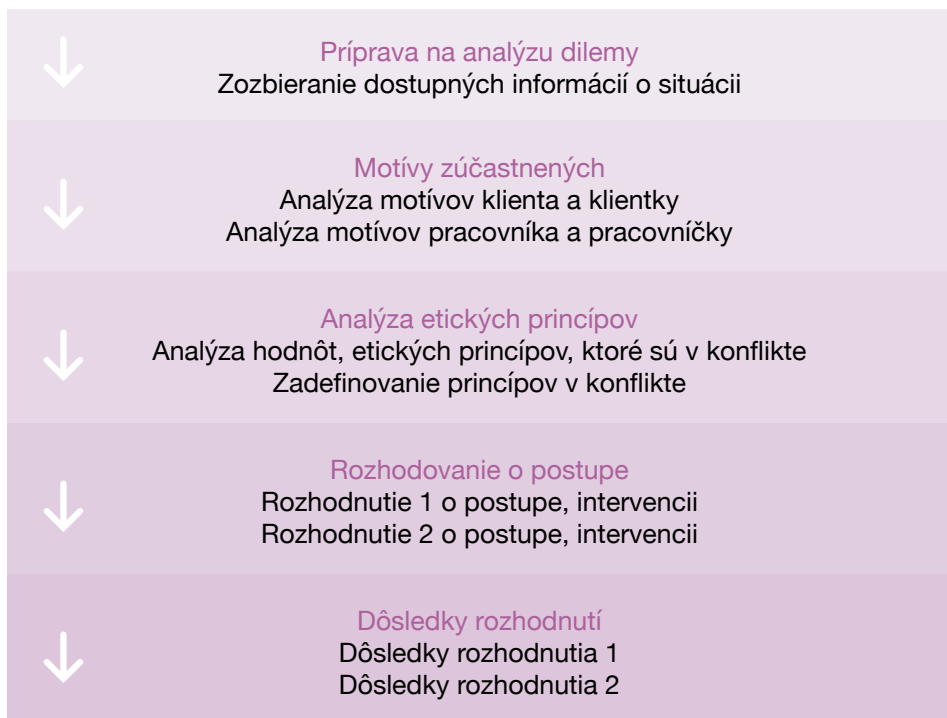 Príprava na analýzu dilemy
Zozbieranie dostupných informácií o situácii
Motívy zúčastnených
Analýza motívov klienta a klientky
Analýza motívov pracovníka a pracovníčky
Analýza etických princípov
Analýza hodnôt, etických princípov, ktoré sú v konflikte
Zadefinovanie princípov v konflikte
Rozhodovanie o postupe
Rozhodnutie 1 o postupe, intervencii
Rozhodnutie 2 o postupe, intervencii
Dôsledky rozhodnutí
Dôsledky rozhodnutia 1
Dôsledky rozhodnutia 2